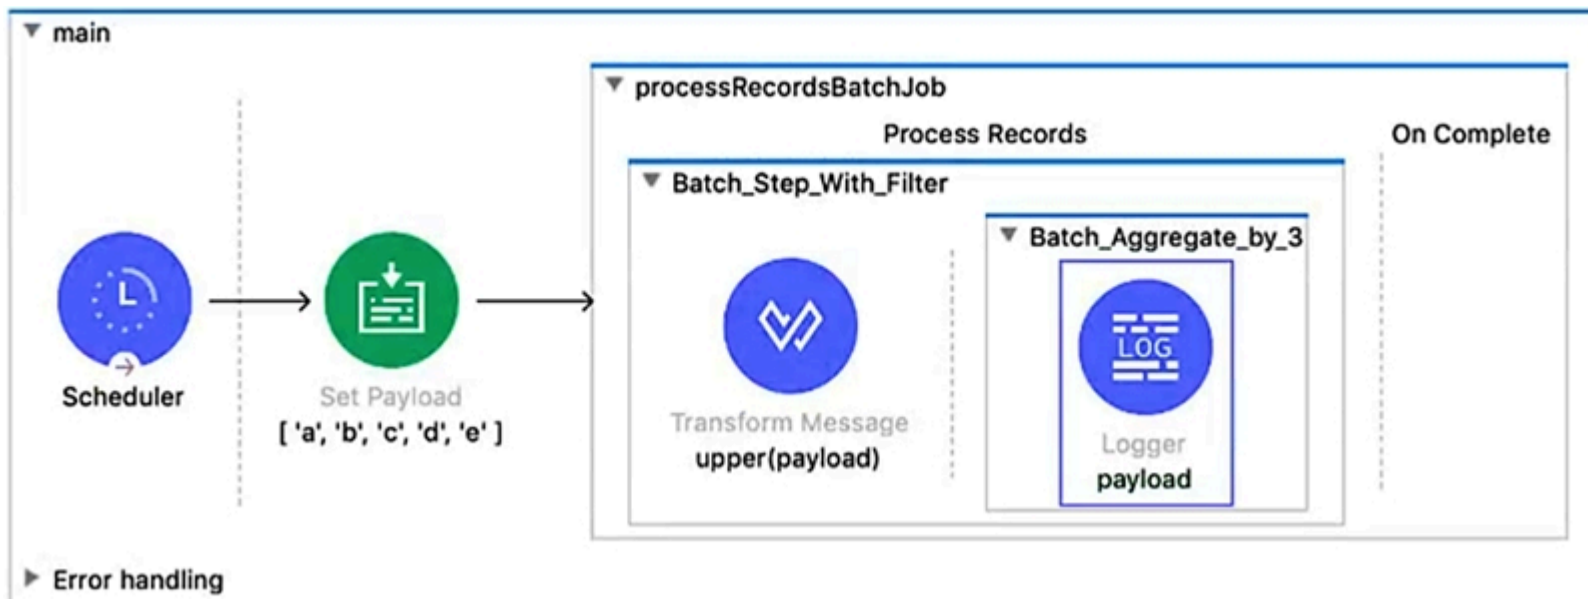 main
processRecordsBatchJob
Process Records
On Complete
Batch_Step_With_Filter
Batch_Aggregate_by_3
LOG
Scheduler
Set Payload
[ 'a', 'b', 'c', 'd', 'e' ]
Transform Message
upper(payload)
Logger
payload
Error handling